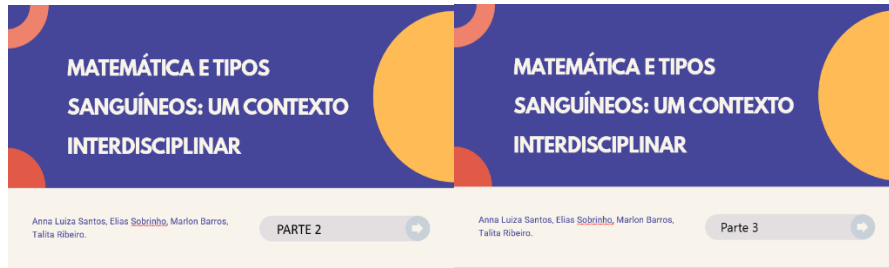 MATEMÁTICA E TIPOS
SANGUÍNEOS: UM CONTEXTO
INTERDISCIPLINAR
Anna Luiza Santos, Elias Sobrinho, Marlon Barros,
Talita Ribeiro.
PARTE 2
MATEMÁTICA E TIPOS
SANGUÍNEOS: UM CONTEXTO
INTERDISCIPLINAR
Anna Luiza Santos, Elias Sobrinho, Marlon Barros,
Talita Ribeiro.
Parte 3